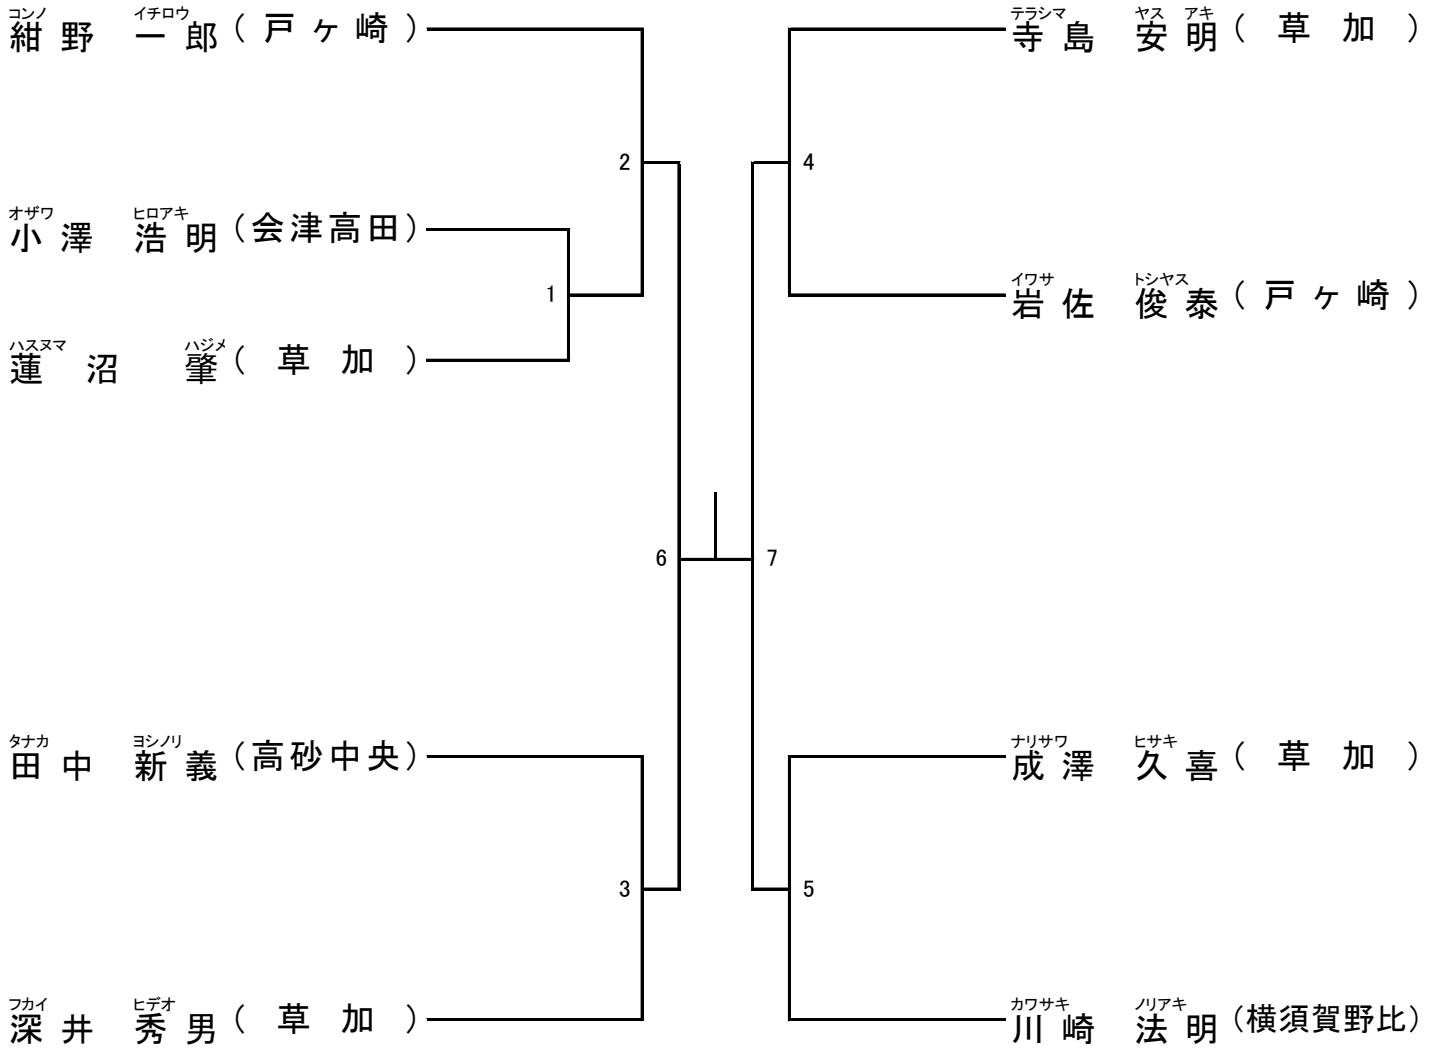 コンノ イチロウ
紺野 一郎 (戸ヶ崎)
テラシマ ヤス アキ
寺島 安明 (草加)
2
4
オザワ ヒロアキ
小澤 浩明 (会津高田)
1
イワサ トシヤス
岩佐 俊泰 (戸ヶ崎)
ハスヌマ ハジメ
蓮沼 肇 (草加)
6
7
タナカ ヨシノリ
田中 新義 (高砂中央)
ナリサワ ヒサキ
成澤 久喜 (草加)
3
5
フカイ ヒデオ
深井 秀男 (草加)
カワサキ ノリアキ
川崎 法明 (横須賀野比)